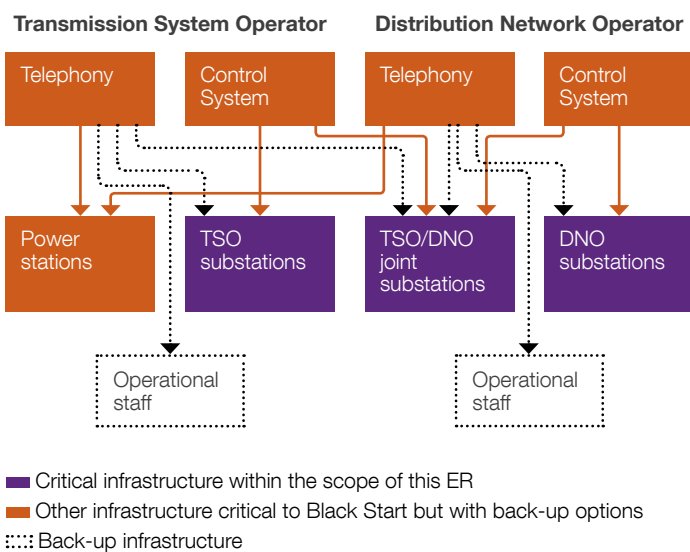 Transmission System Operator
Distribution Network Operator
Telephony
Control
System
Telephony
Control
System
Power
stations
TSO
substations
TSO/DNO
joint
substations
DNO
substations
Operational
staff
Operational
staff
Critical infrastructure within the scope of this ER
Other infrastructure critical to Black Start but with back-up options
Back-up infrastructure